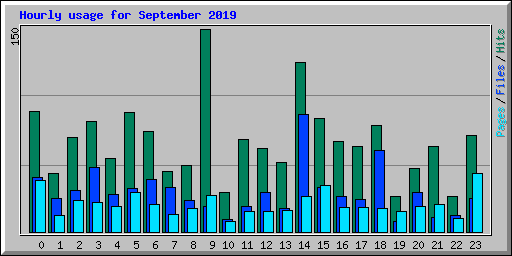 Hourly usage for September 2019
150
Pages / Files / Hits
0 1 2 3 4 5 6 7 8 9 10 11 12 13 14 15 16 17 18 19 20 21 22 23